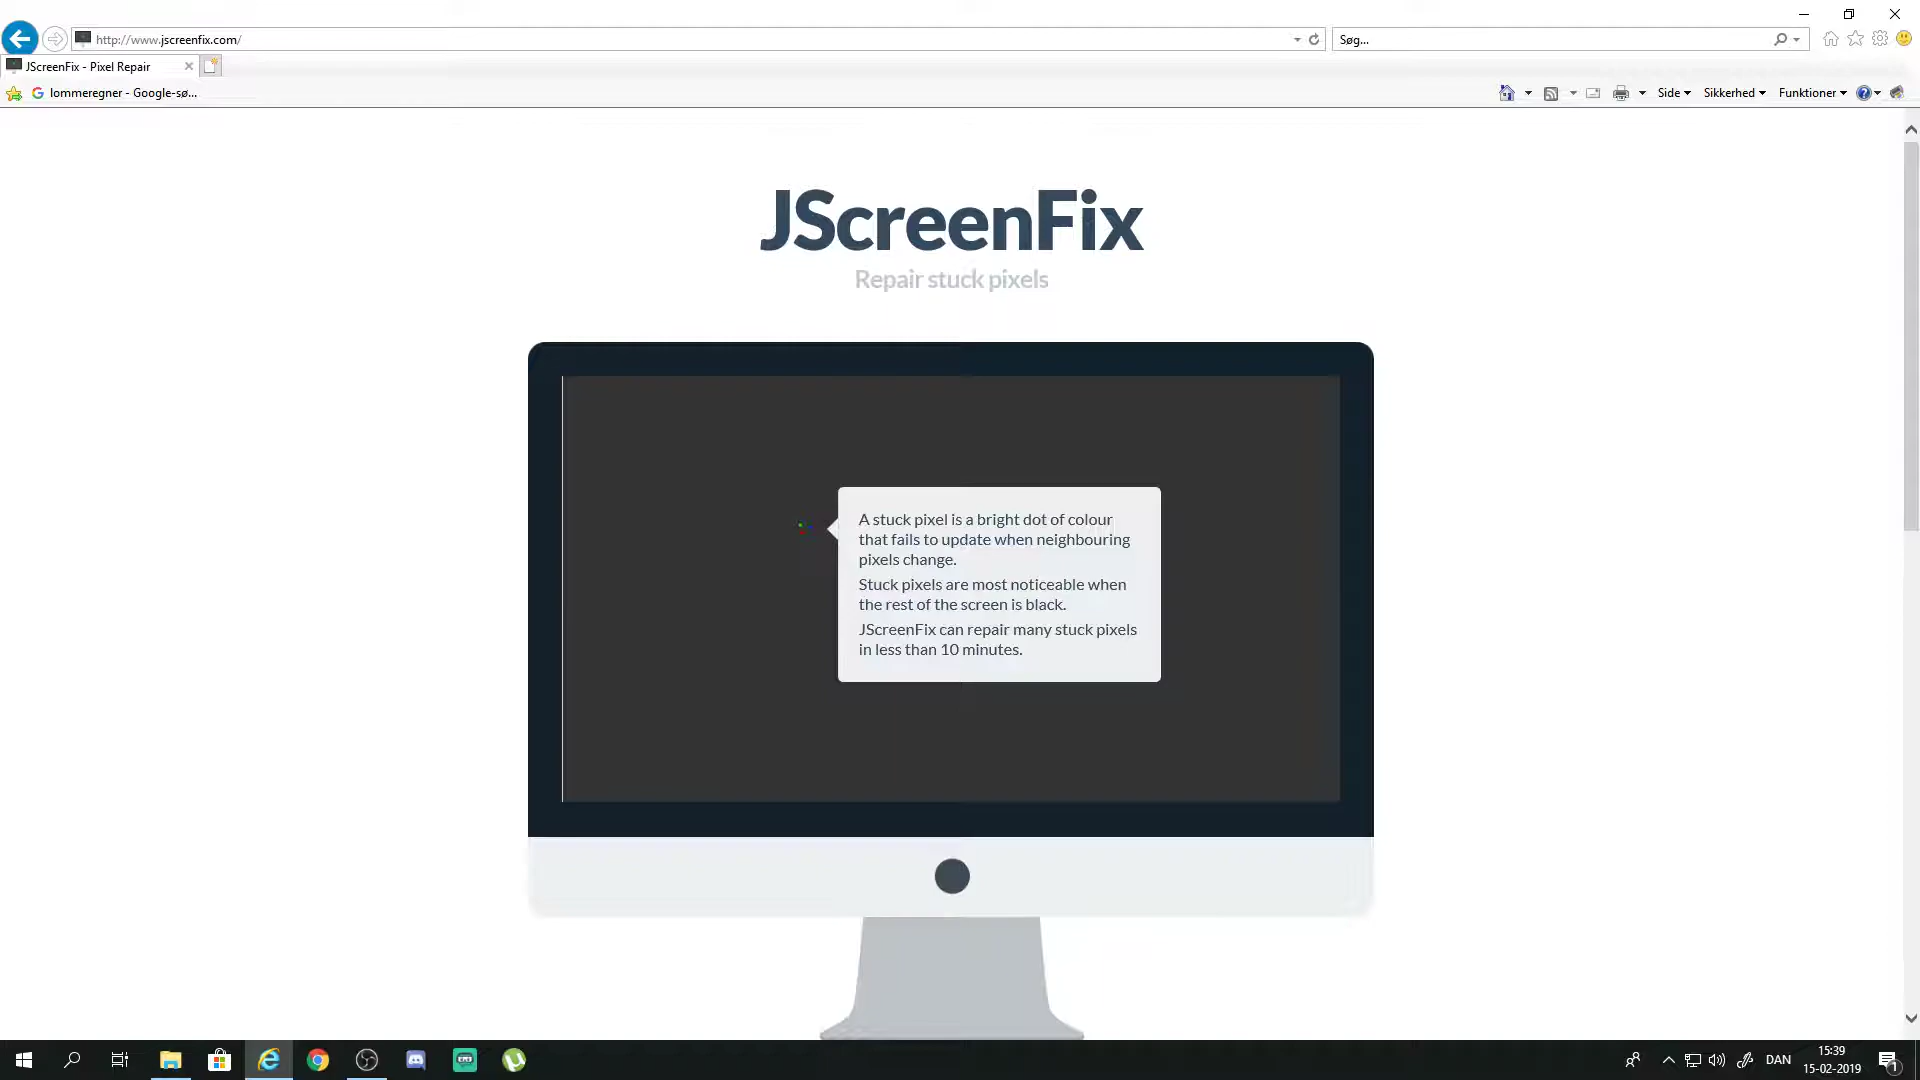 http://www.jscreenfix.com/
Søg...
JScreenFix - Pixel Repair
lommeregner - Google-sø...
Side
Sikkerhed
Funktioner
JScreenFix
Repair stuck pixels
A stuck pixel is a bright dot of colour
that fails to update when neighbouring
pixels change.
Stuck pixels are most noticeable when
the rest of the screen is black.
JScreenFix can repair many stuck pixels
in less than 10 minutes.
DAN
15:39
15-02-2019
1